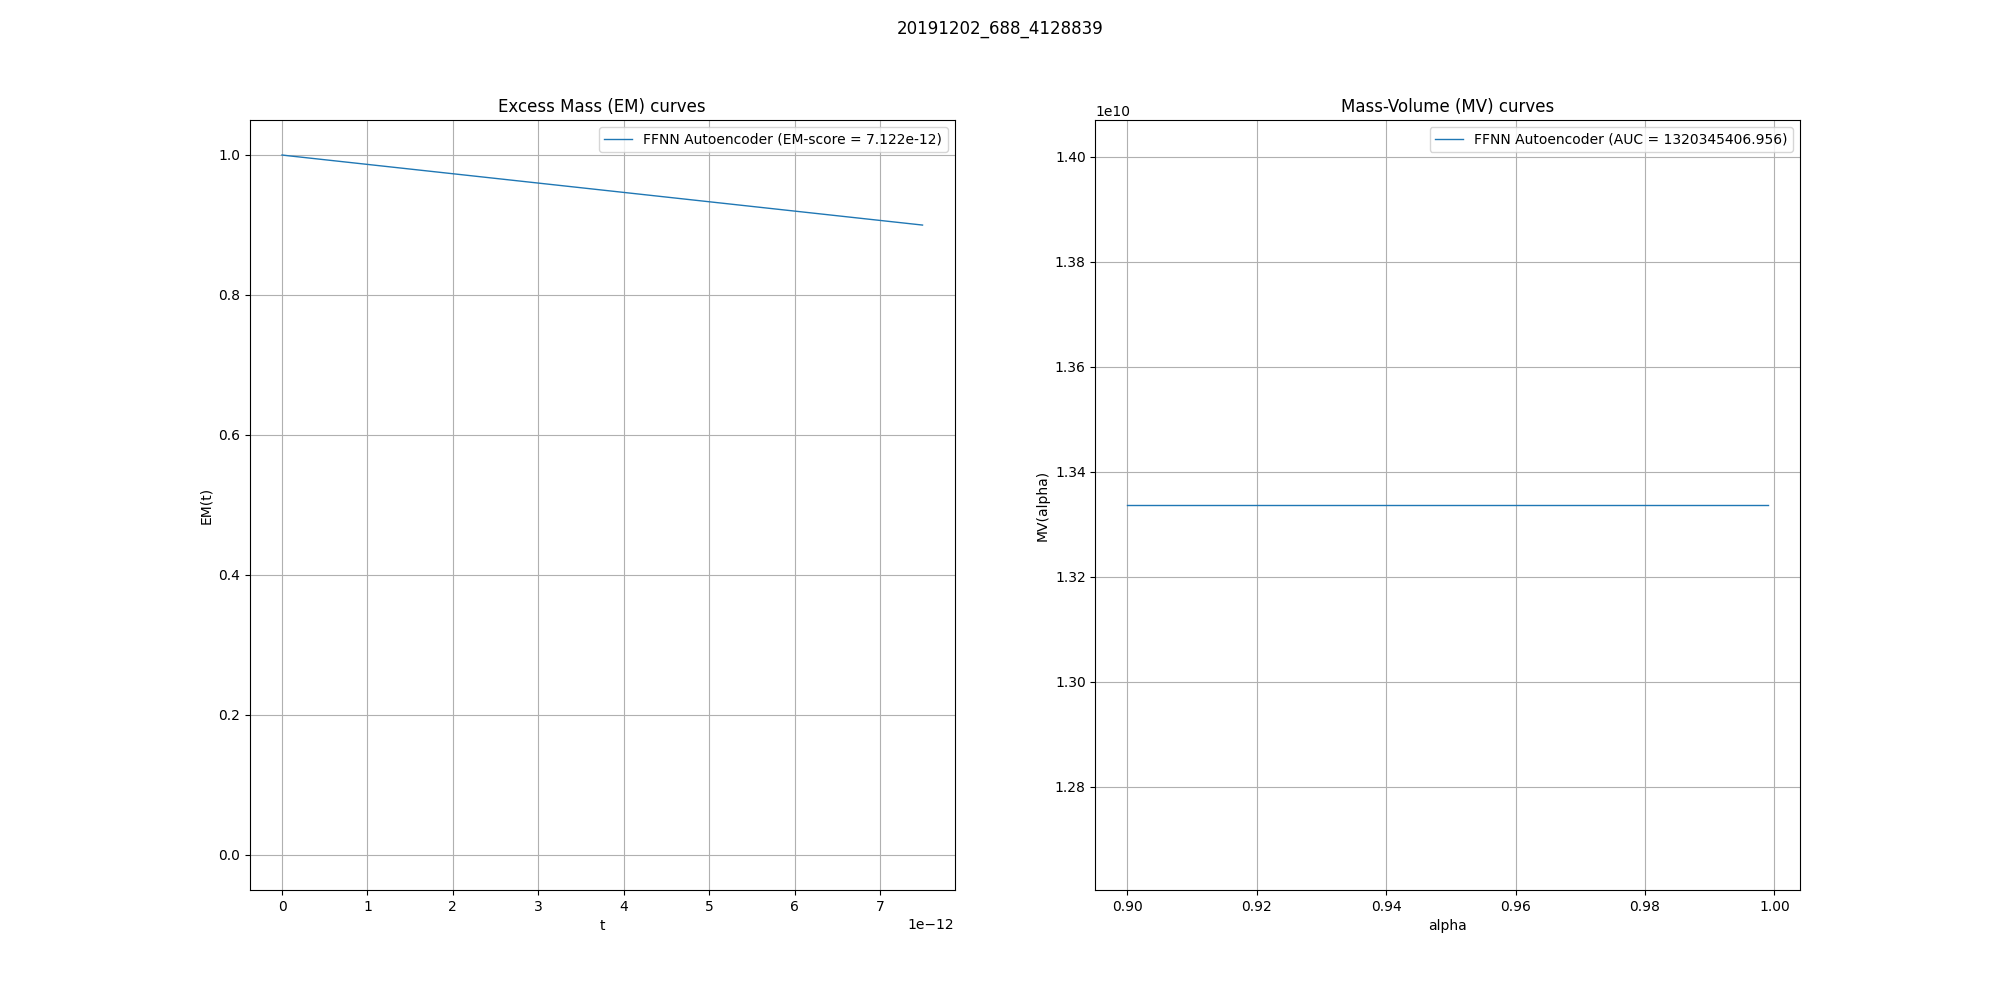 20191202_688_4128839
Excess Mass (EM) curves
FFNN Autoencoder (EM-score = 7.122e-12)
1.0
0.8
0.6
0.4
0.2
0.0
EM(t)
0 1 2 3 4 5 6 7
1e−12
t
Mass-Volume (MV) curves
1e10
FFNN Autoencoder (AUC = 1320345406.956)
1.40
1.38
1.36
1.34
1.32
1.30
1.28
MV(alpha)
0.90 0.92 0.94 0.96 0.98 1.00
alpha